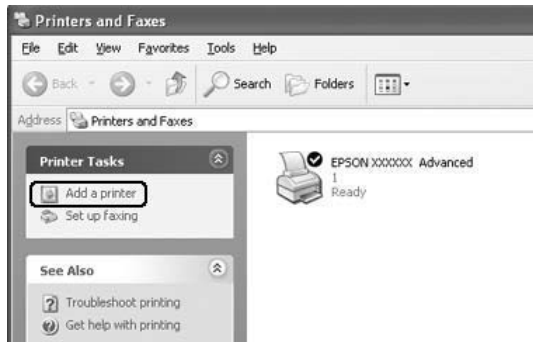 Printers and Faxes
File Edit View Favorites Tools Help
Back Search Folders
Address Printers and Faxes
Printer Tasks
Add a printer
Set up faxing
See Also
Troubleshoot printing
Get help with printing
EPSON XXXXXX Advanced
1
Ready